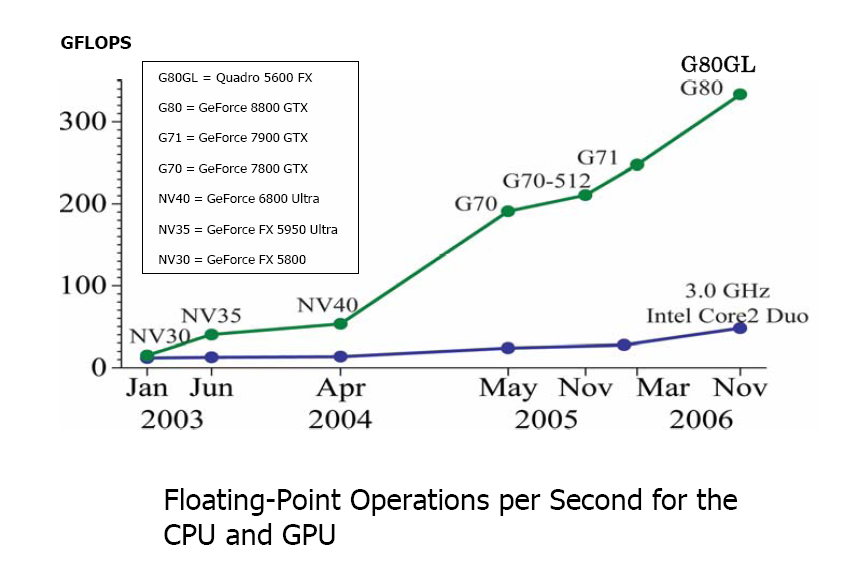 GFLOPS
G80GL = Quadro 5600 FX
G80 = GeForce 8800 GTX
G71 = GeForce 7900 GTX
G70 = GeForce 7800 GTX
NV40 = GeForce 6800 Ultra
NV35 = GeForce FX 5950 Ultra
NV30 = GeForce FX 5800
G80GL
G80
G71
G70-512
G70
NV40
NV35
NV30
3.0 GHz
Intel Core2 Duo
300
200
100
0
Jan Jun Apr May Nov Mar Nov
2003 2004 2005 2006
Floating-Point Operations per Second for the
CPU and GPU